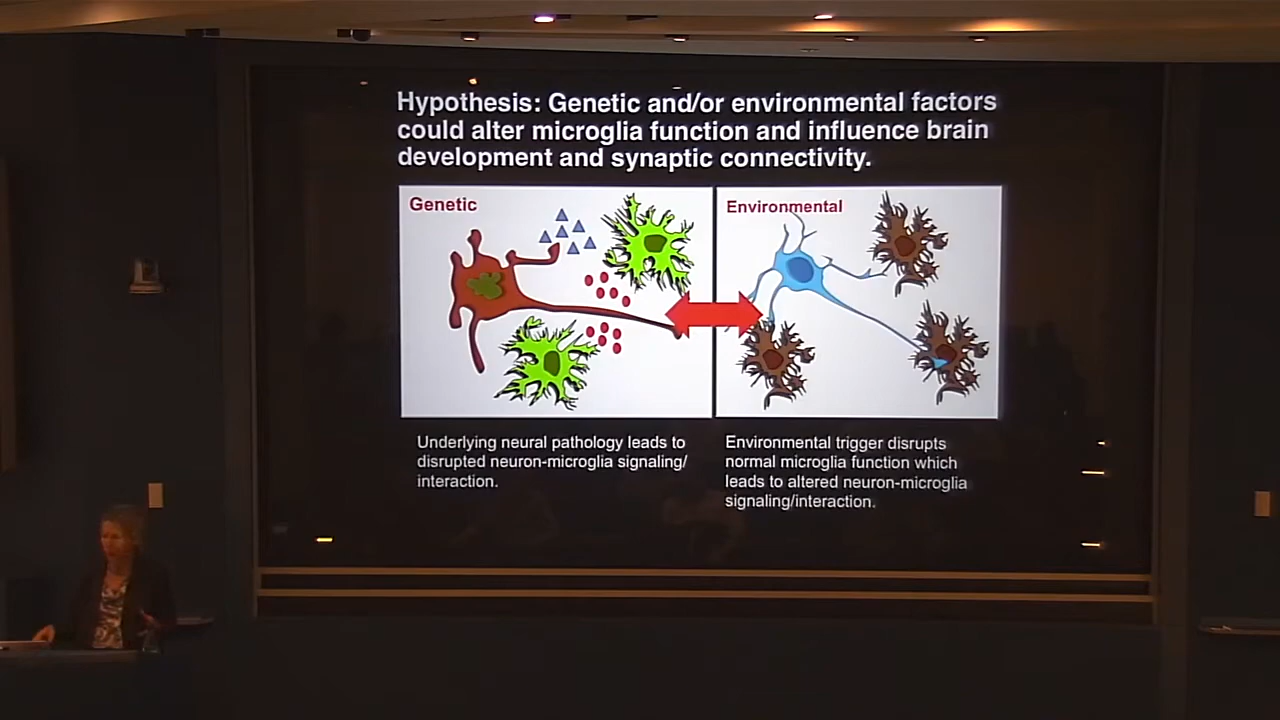 Hypothesis: Genetic and/or environmental factors
could alter microglia function and influence brain
development and synaptic connectivity.
Genetic
Environmental
Underlying neural pathology leads to
disrupted neuron-microglia signaling/
interaction.
Environmental trigger disrupts
normal microglia function which
leads to altered neuron-microglia
signaling/interaction.